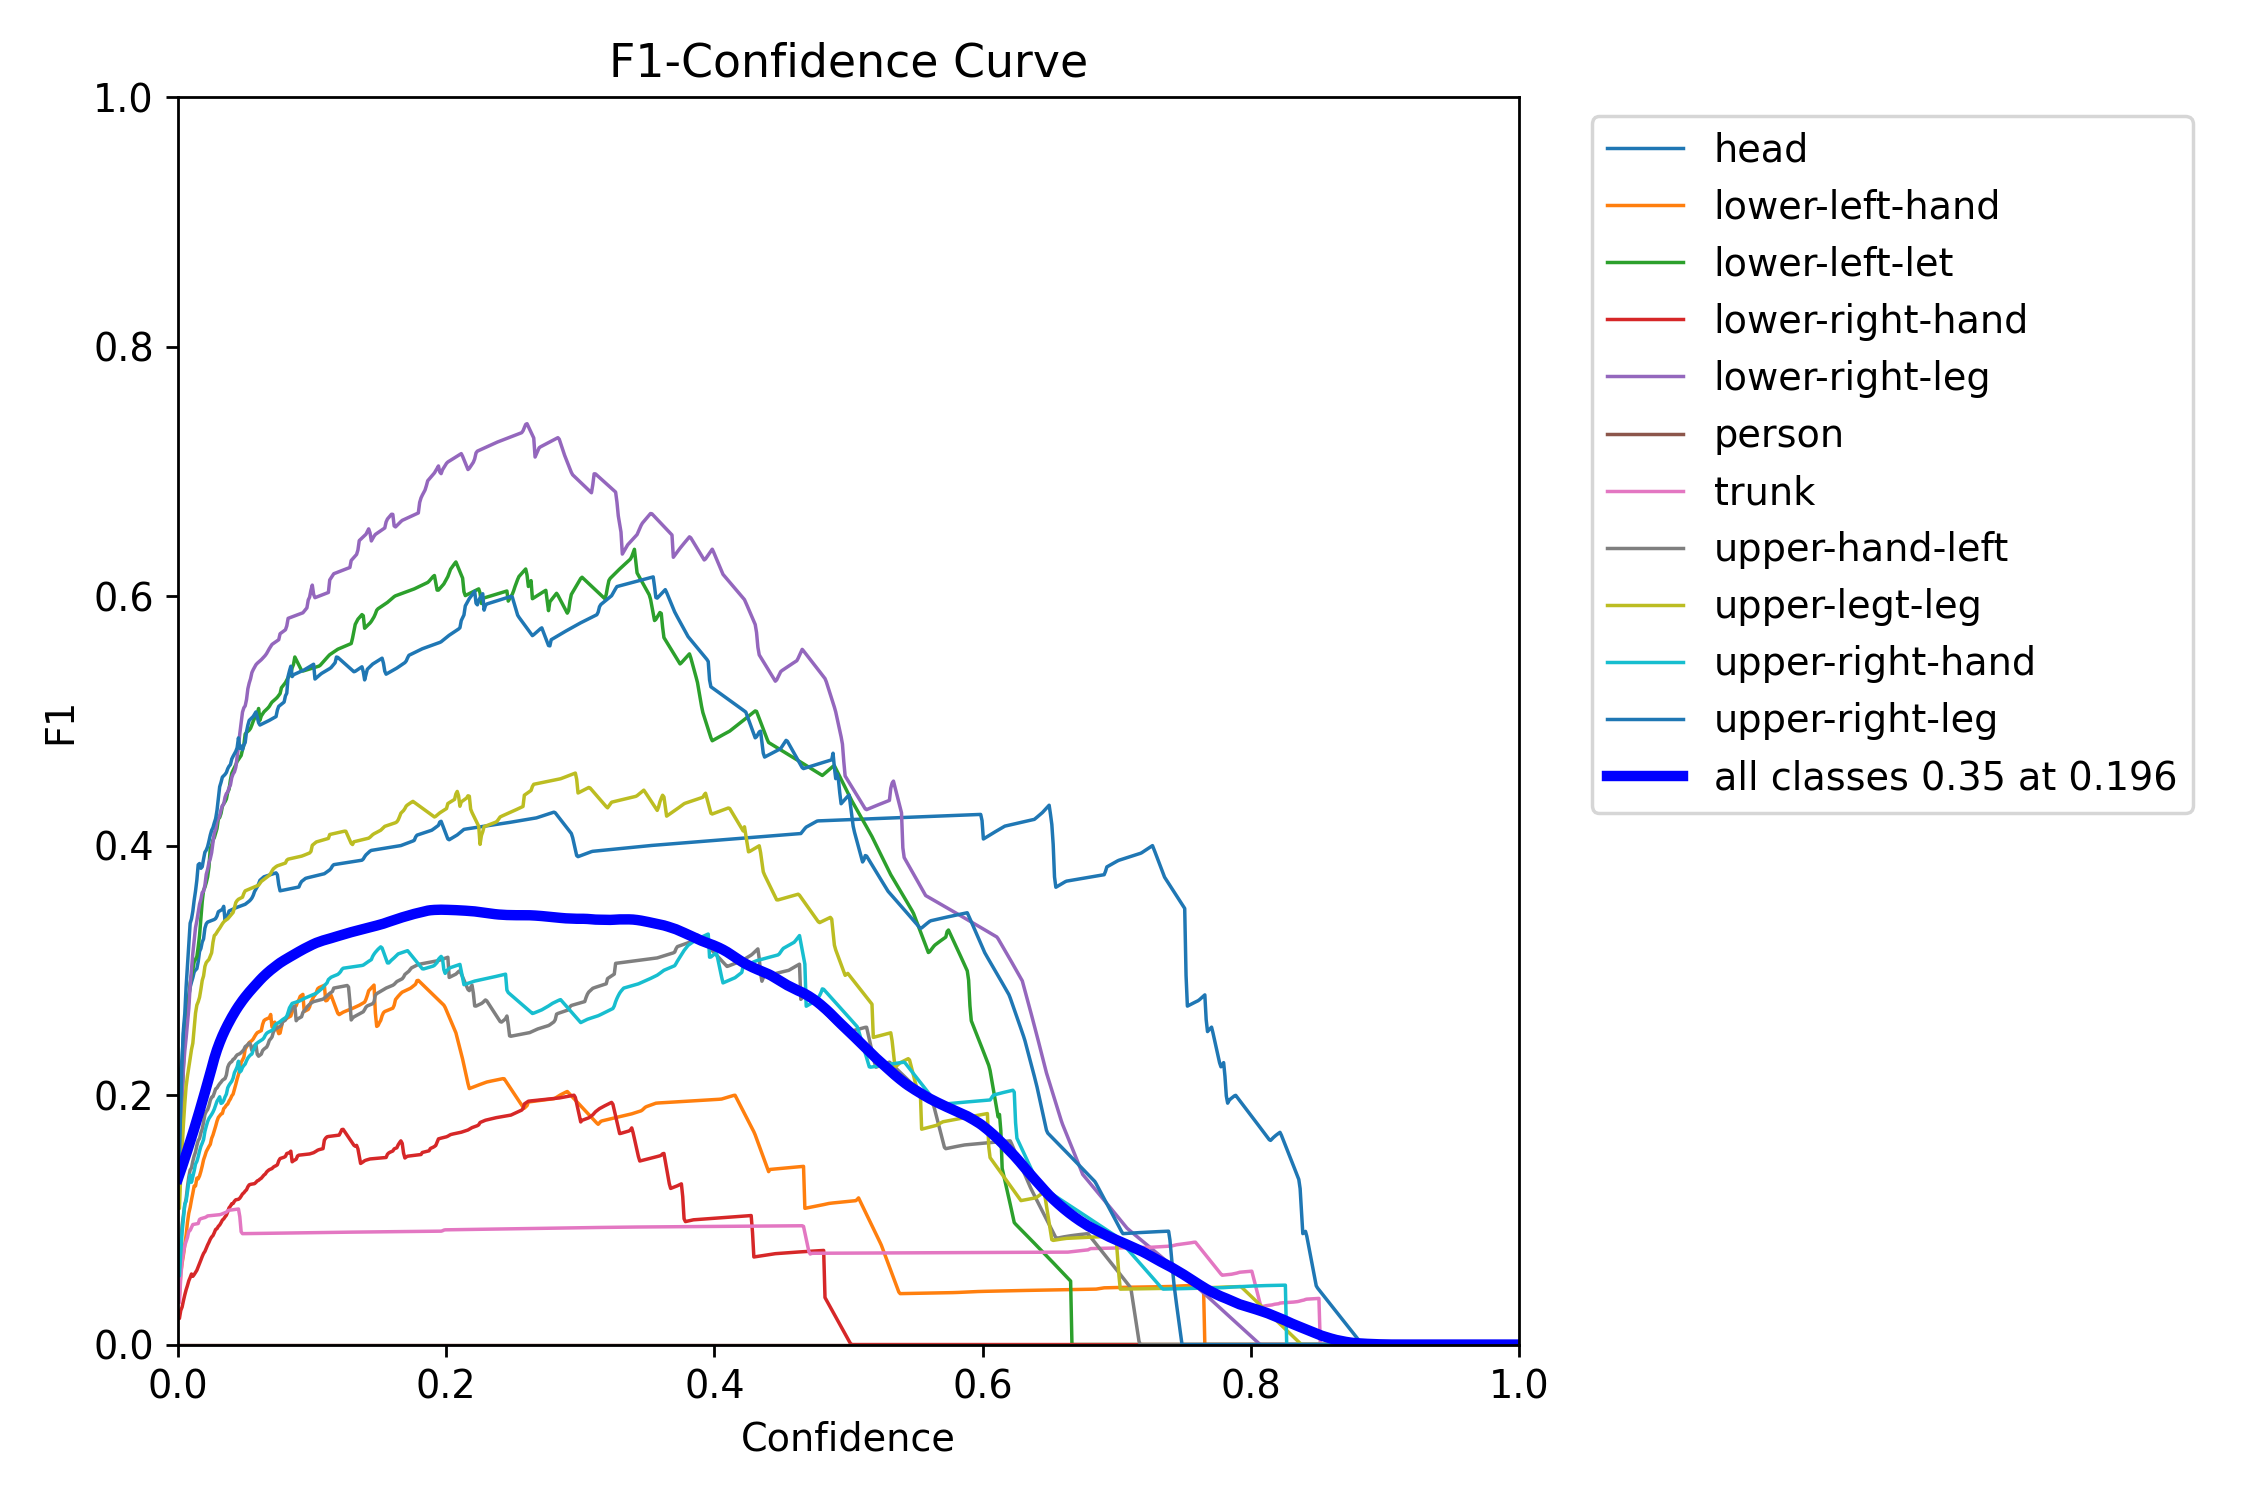 F1-Confidence Curve
1.0
0.8
0.6
0.4
0.2
0.0
F1
0.0 0.2 0.4 0.6 0.8 1.0
Confidence
head
lower-left-hand
lower-left-let
lower-right-hand
lower-right-leg
person
trunk
upper-hand-left
upper-legt-leg
upper-right-hand
upper-right-leg
all classes 0.35 at 0.196